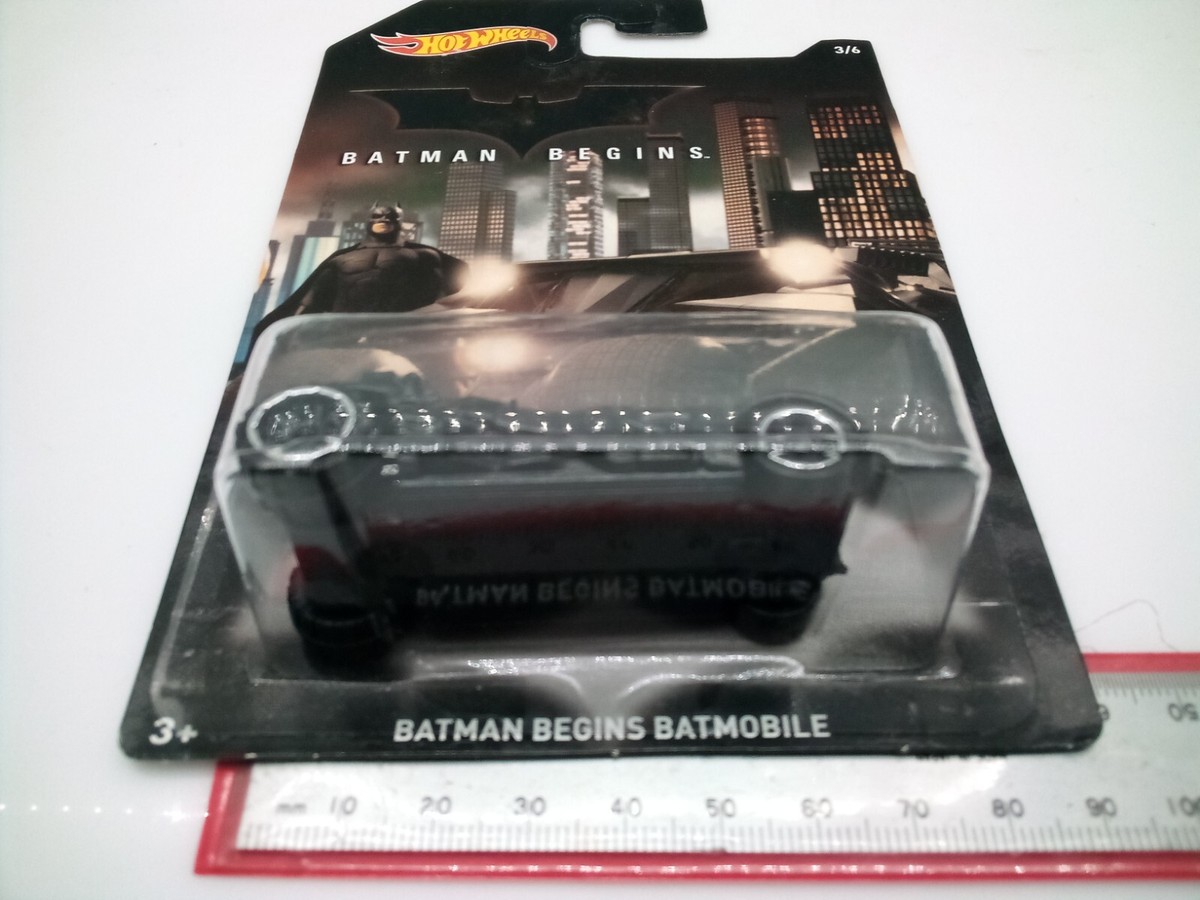 HOT WHEELS
3/6
BATMAN BEGINS™
BATMAN BEGINS BATMOBILE
3+
BATMAN BEGINS BATMOBILE
mm 10 20 30 40 50 60 70 80 90 100